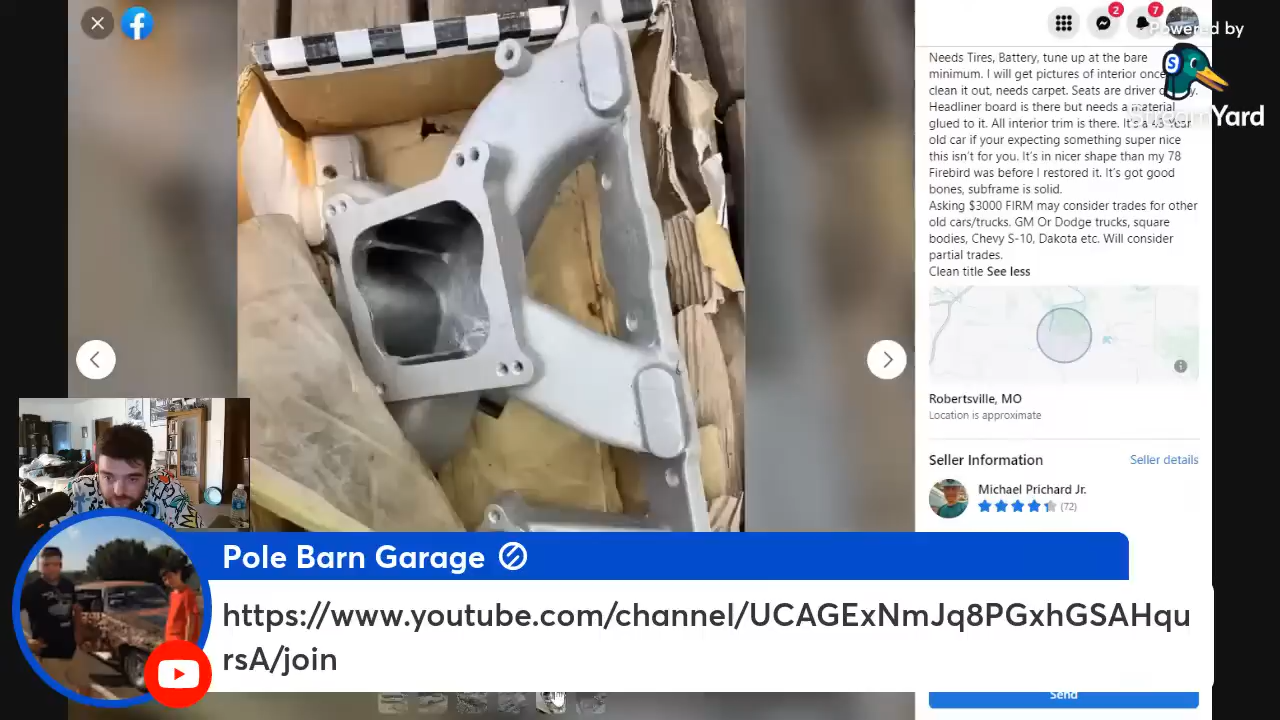 2
7
Powered by
S
StreamYard
Needs Tires, Battery, tune up at the bare
minimum. I will get pictures of interior once
clean it out, needs carpet. Seats are driver
Headliner board is there but needs a material
glued to it. All interior trim is there. It's a 45 Year
old car if your expecting something super nice
this isn't for you. It's in nicer shape than my 78
Firebird was before I restored it. It's got good
bones, subframe is solid.
Asking $3000 FIRM may consider trades for other
old cars/trucks. GM Or Dodge trucks, square
bodies, Chevy S-10, Dakota etc. Will consider
partial trades.
Clean title See less
Robertsville, MO
Location is approximate
Seller Information
Seller details
Michael Prichard Jr.
(72)
Pole Barn Garage
https://www.youtube.com/channel/UCAGExNmJq8PGxhGSAHqu
rsA/join
Send